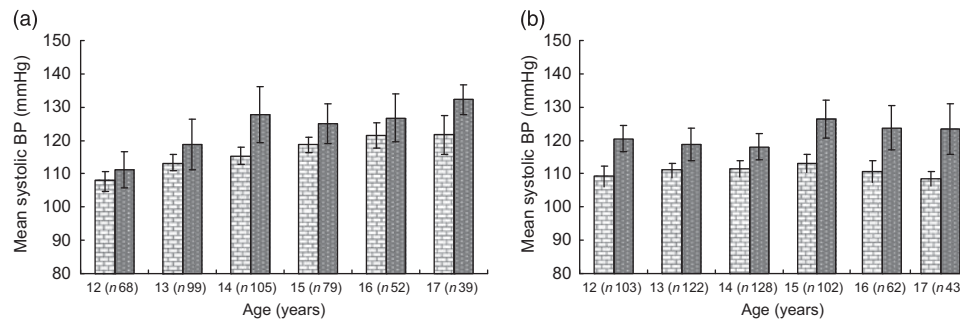 (a)
Mean systolic BP (mmHg)
150
140
130
120
110
100
90
80
12 (n 68) 13 (n 99) 14 (n 105) 15 (n 79) 16 (n 52) 17 (n 39)
Age (years)
(b)
Mean systolic BP (mmHg)
150
140
130
120
110
100
90
80
12 (n 103) 13 (n 122) 14 (n 128) 15 (n 102) 16 (n 62) 17 (n 43
Age (years)